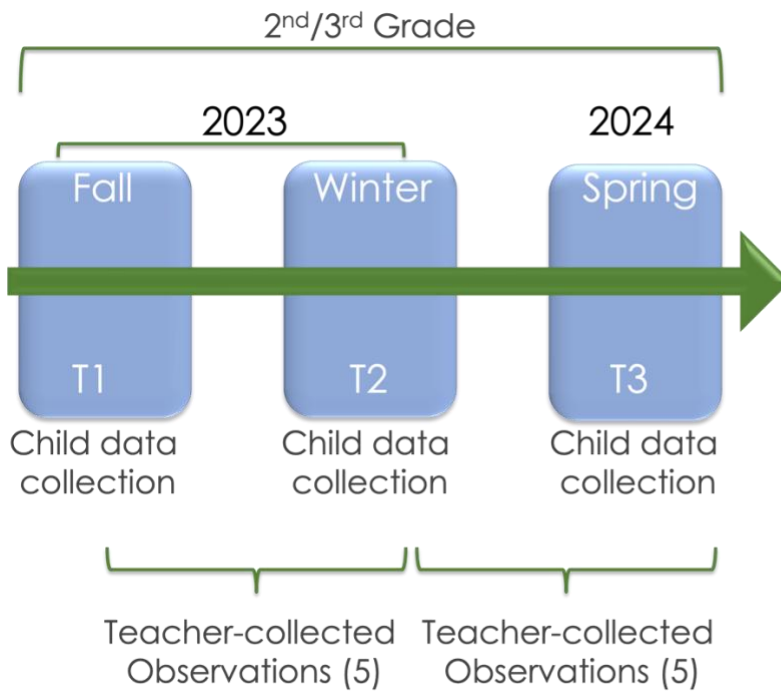 2nd/3rd Grade
2023
2024
Fall
Winter
Spring
T1
T2
T3
Child data
collection
Child data
collection
Child data
collection
Teacher-collected
Observations (5)
Teacher-collected
Observations (5)